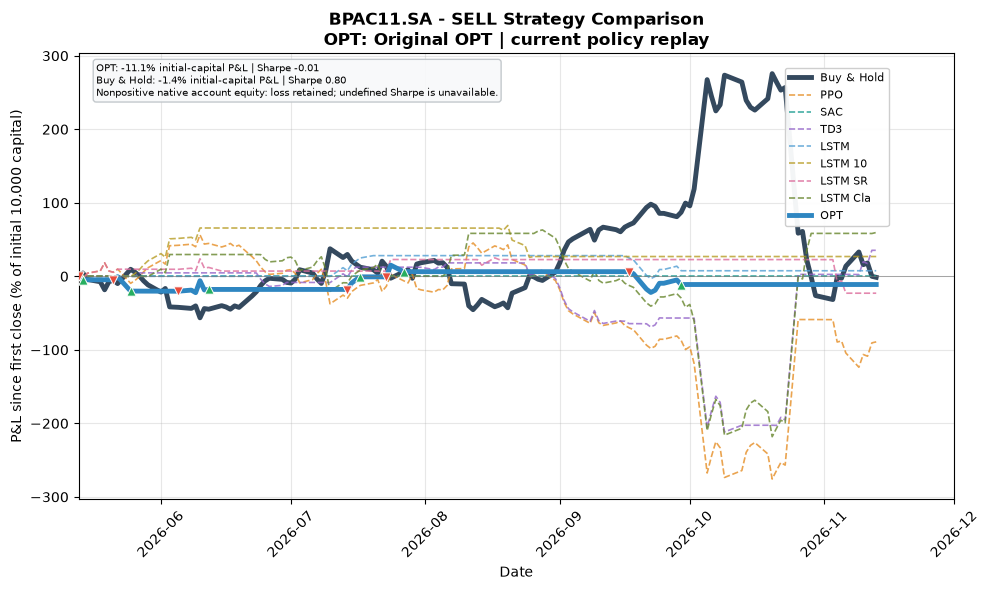 BPAC11.SA - SELL Strategy Comparison
OPT: Original OPT | current policy replay
OPT: -11.1% initial-capital P&L | Sharpe -0.01
Buy & Hold: -1.4% initial-capital P&L | Sharpe 0.80
Nonpositive native account equity: loss retained; undefined Sharpe is unavailable.
Buy & Hold
PPO
SAC
TD3
LSTM
LSTM 10
LSTM SR
LSTM Cla
OPT
P&L since first close (% of initial 10,000 capital)
300
200
100
0
−100
−200
−300
2026-06
2026-07
2026-08
2026-09
2026-10
2026-11
2026-12
Date